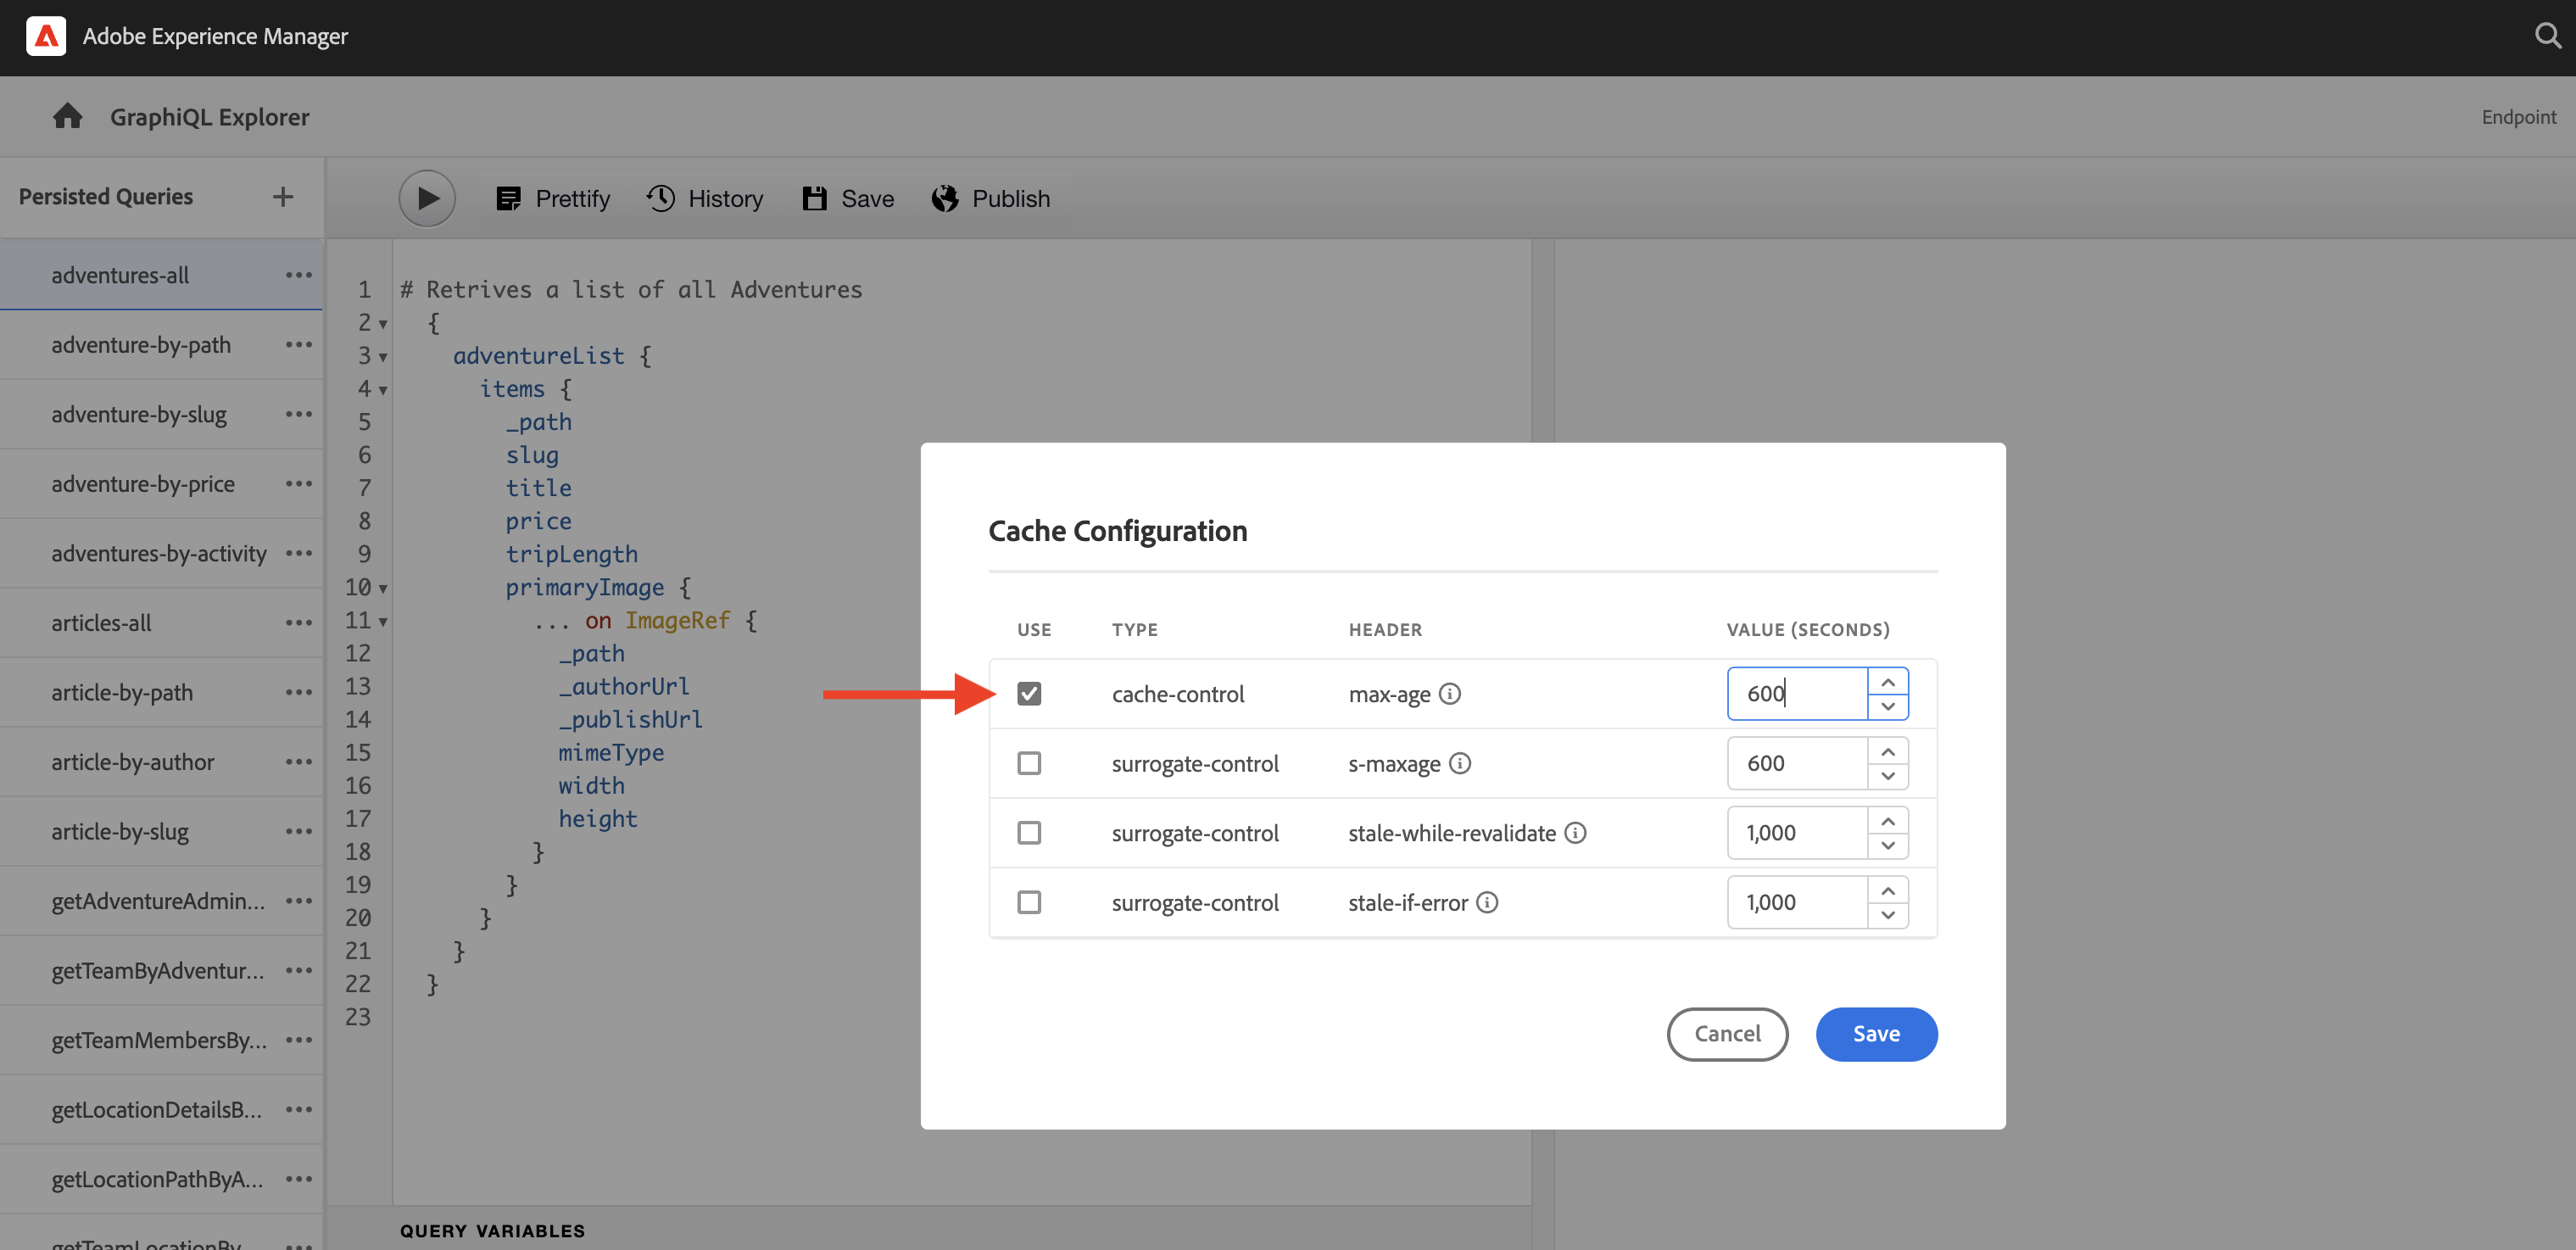 Adobe Experience Manager
GraphiQL Explorer
Endpoint
Persisted Queries
Prettify
History
Save
Publish
adventures-all
adventure-by-path
adventure-by-slug
adventure-by-price
adventures-by-activity
articles-all
article-by-path
article-by-author
article-by-slug
getAdventureAdmin...
getTeamByAdventur...
getTeamMembersBy...
getLocationDetailsB...
getLocationPathByA...
getTeamLocationBy
1 # Retrives a list of all Adventures
2 {
3 adventureList {
4 items {
5 _path
6 slug
7 title
8 price
9 tripLength
10 primaryImage {
11 ... on ImageRef {
12 _path
13 _authorUrl
14 _publishUrl
15 mimeType
16 width
17 height
18 }
19 }
20 }
21 }
22 }
23
QUERY VARIABLES
Cache Configuration
USE TYPE HEADER VALUE (SECONDS)
cache-control max-age 600
surrogate-control s-maxage 600
surrogate-control stale-while-revalidate 1,000
surrogate-control stale-if-error 1,000
Cancel
Save